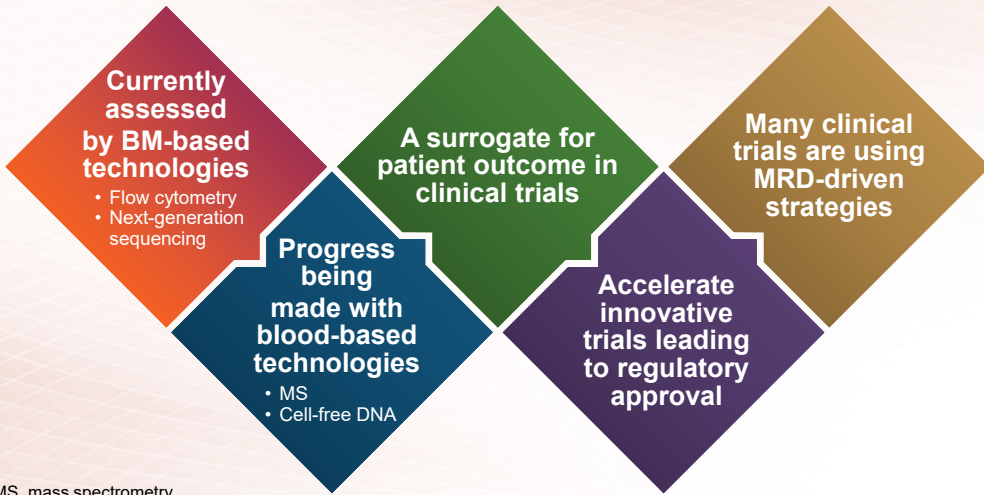 Currently
assessed
by BM-based
technologies
• Flow cytometry
• Next-generation
sequencing
Progress
being
made with
blood-based
technologies
• MS
• Cell-free DNA
A surrogate for
patient outcome in
clinical trials
Accelerate
innovative
trials leading
to regulatory
approval
Many clinical
trials are using
MRD-driven
strategies
MS, mass spectrometry